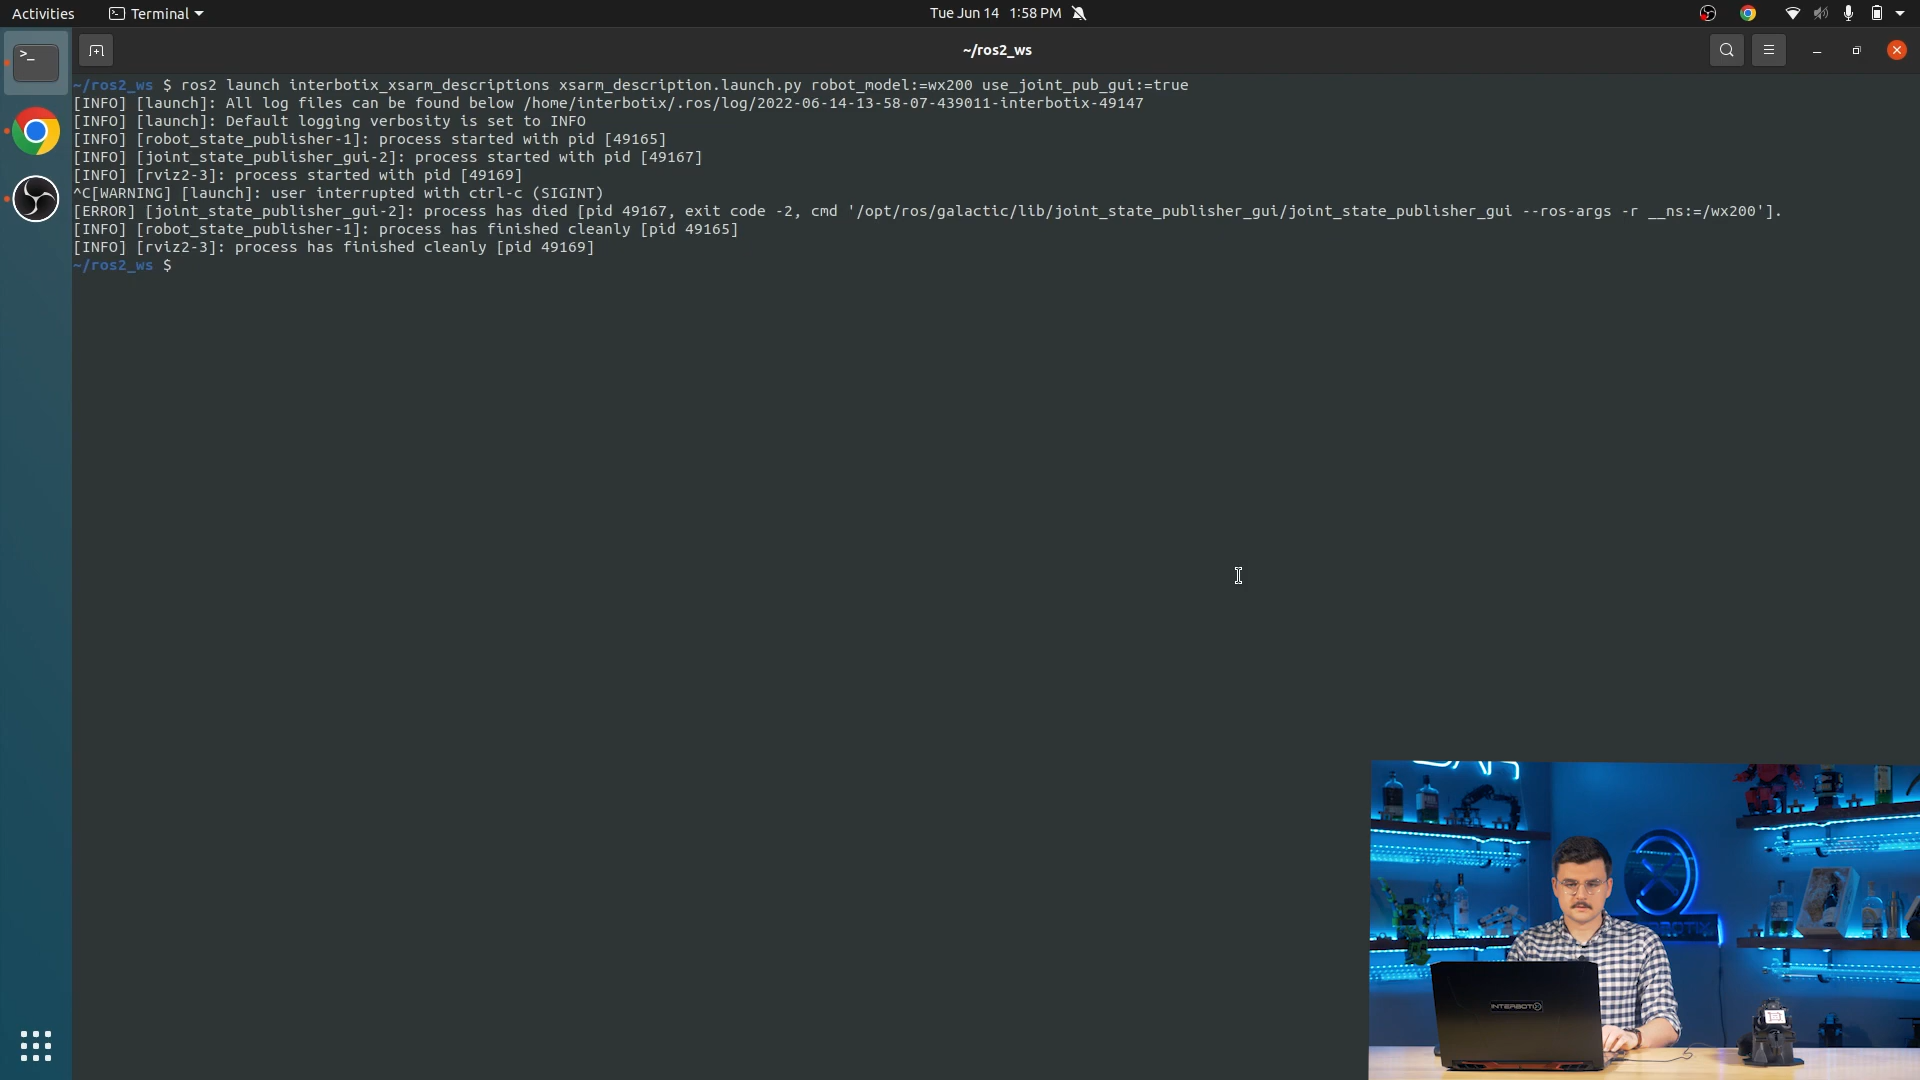 Activities
Terminal
Tue Jun 14 1:58 PM
~/ros2_ws
~/ros2_ws $ ros2 launch interbotix_xsarm_descriptions xsarm_description.launch.py robot_model:=wx200 use_joint_pub_gui:=true
[INFO] [launch]: All log files can be found below /home/interbotix/.ros/log/2022-06-14-13-58-07-439011-interbotix-49147
[INFO] [launch]: Default logging verbosity is set to INFO
[INFO] [robot_state_publisher-1]: process started with pid [49165]
[INFO] [joint_state_publisher_gui-2]: process started with pid [49167]
[INFO] [rviz2-3]: process started with pid [49169]
^C[WARNING] [launch]: user interrupted with ctrl-c (SIGINT)
[ERROR] [joint_state_publisher_gui-2]: process has died [pid 49167, exit code -2, cmd '/opt/ros/galactic/lib/joint_state_publisher_gui/joint_state_publisher_gui --ros-args -r __ns:=/wx200'].
[INFO] [robot_state_publisher-1]: process has finished cleanly [pid 49165]
[INFO] [rviz2-3]: process has finished cleanly [pid 49169]
~/ros2_ws $
INTERBOTIX